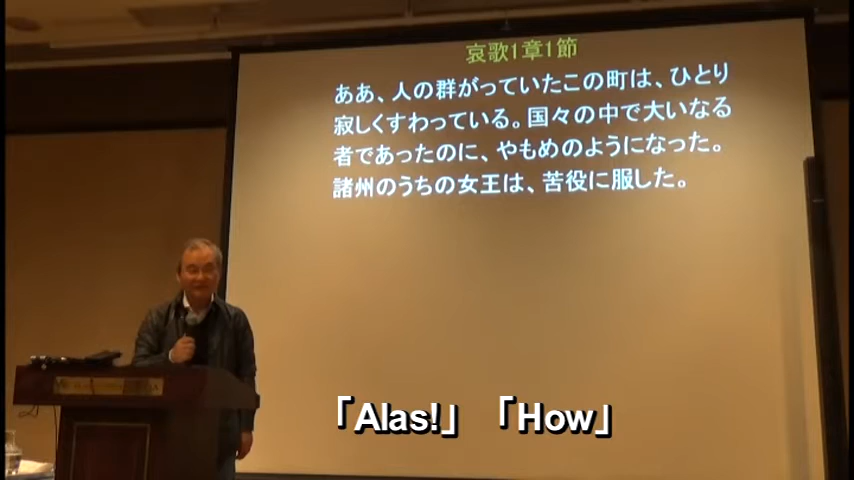 哀歌1章1節
ああ、人の群がっていたこの町は、ひとり
寂しくすわっている。国々の中で大いなる
者であったのに、やもめのようになった。
諸州のうちの女王は、苦役に服した。
「Alas!」 「How」